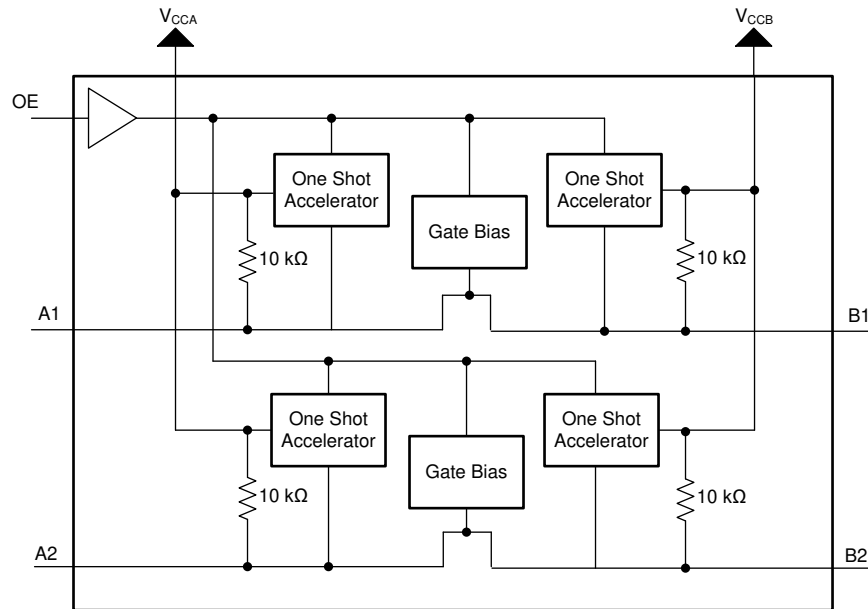 VCCA
VCCB
OE
One Shot
Accelerator
One Shot
Accelerator
Gate Bias
10 kΩ
10 kΩ
A1
B1
One Shot
Accelerator
One Shot
Accelerator
Gate Bias
10 kΩ
10 kΩ
A2
B2